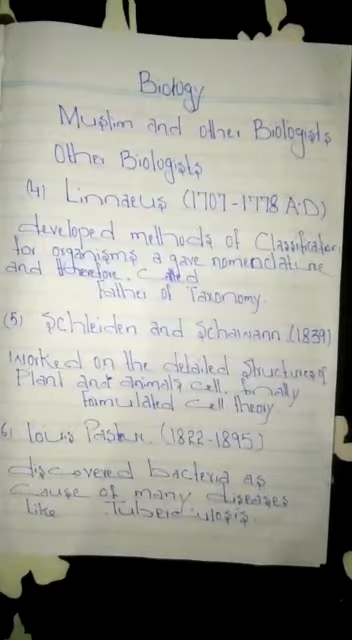 Biology
Muslim and other Biologists
Other Biologists
(4) Linnaeus (1707-1778 A.D)
developed methods of Classification
for organisms a gave nomenclature
and therefore. Called
Father of Taxonomy.
(5) Schleiden and Schawann (1839)
Worked on the detailed Structures of
Plant and animals cell. finally
formulated cell theory
6) louis Pastur. (1822-1895)
discovered bacteria as
Cause of many diseases
like Tuberculosis.